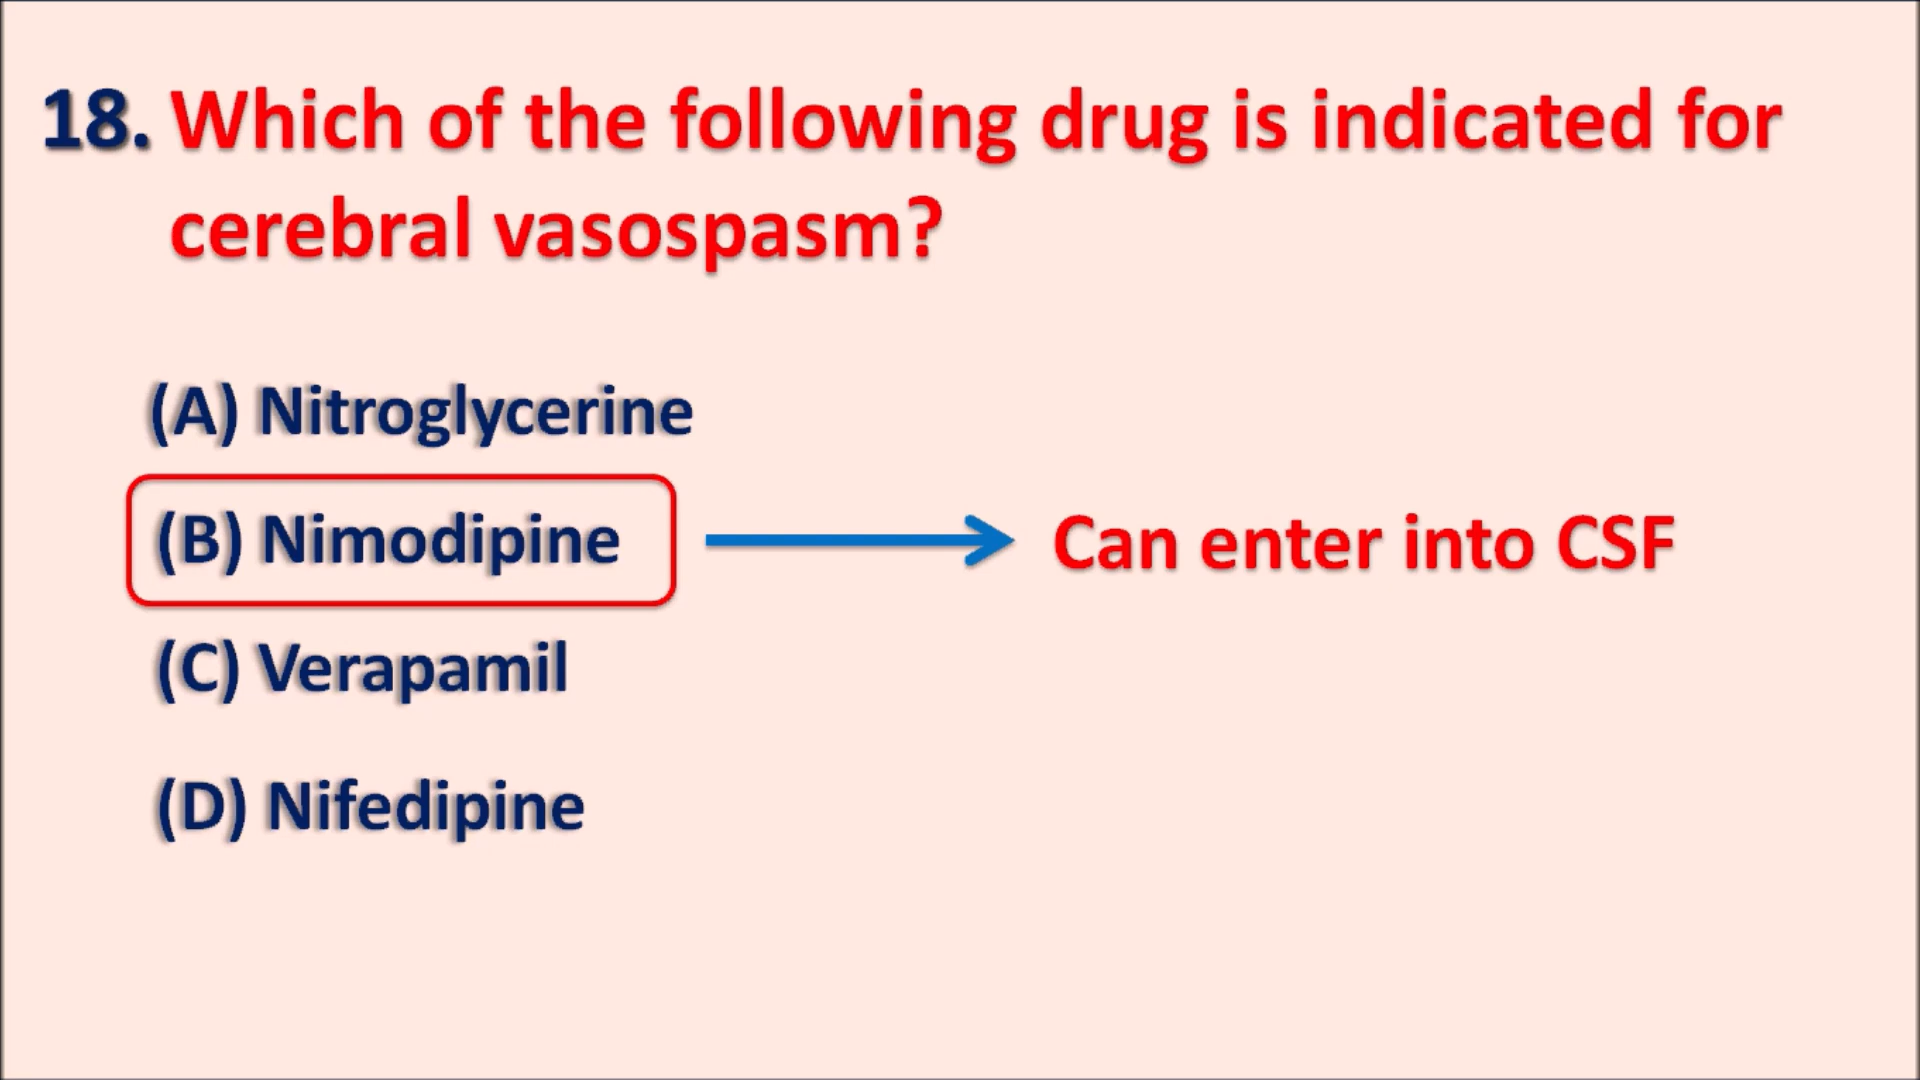 18. Which of the following drug is indicated for
cerebral vasospasm?
(A) Nitroglycerine
(B) Nimodipine
Can enter into CSF
(C) Verapamil
(D) Nifedipine